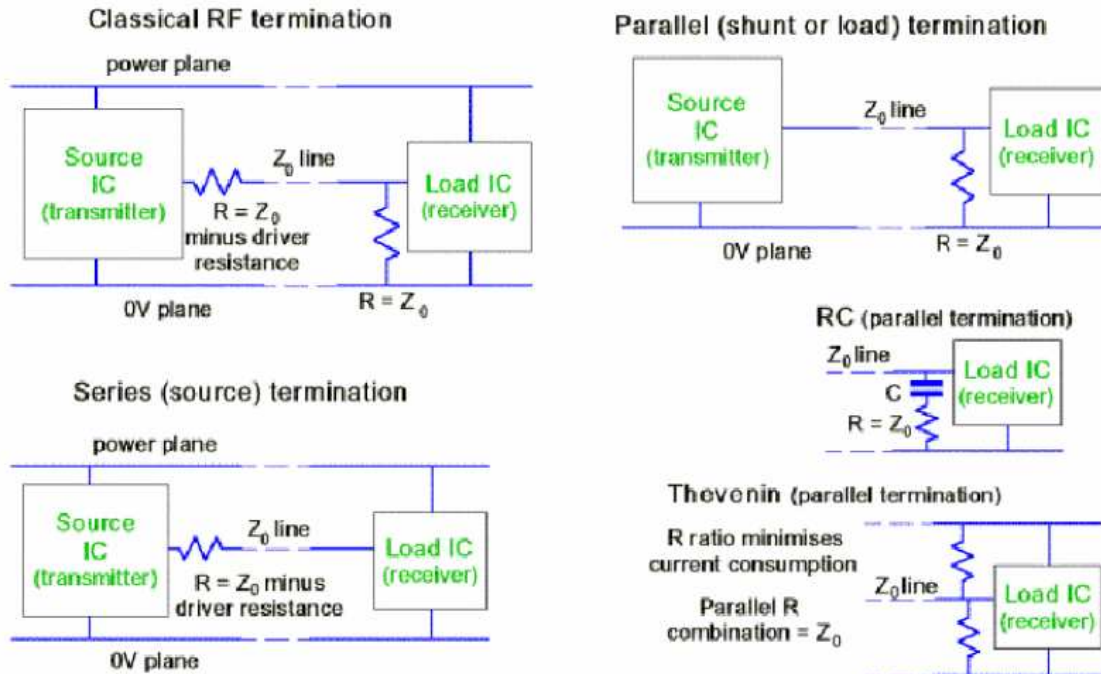 Classical RF termination
power plane
Source
IC
(transmitter)
Z0 line
R = Z0
minus driver
resistance
Load IC
(receiver)
R = Z0
0V plane
Series (source) termination
power plane
Source
IC
(transmitter)
Z0 line
R = Z0 minus
driver resistance
Load IC
(receiver)
0V plane
Parallel (shunt or load) termination
Source
IC
(transmitter)
Z0 line
Load IC
(receiver)
0V plane
R = Z0
RC (parallel termination)
Z0 line
C
R = Z0
Load IC
(receiver)
Thevenin (parallel termination)
R ratio minimises
current consumption
Z0 line
Parallel R
combination = Z0
Load IC
(receiver)